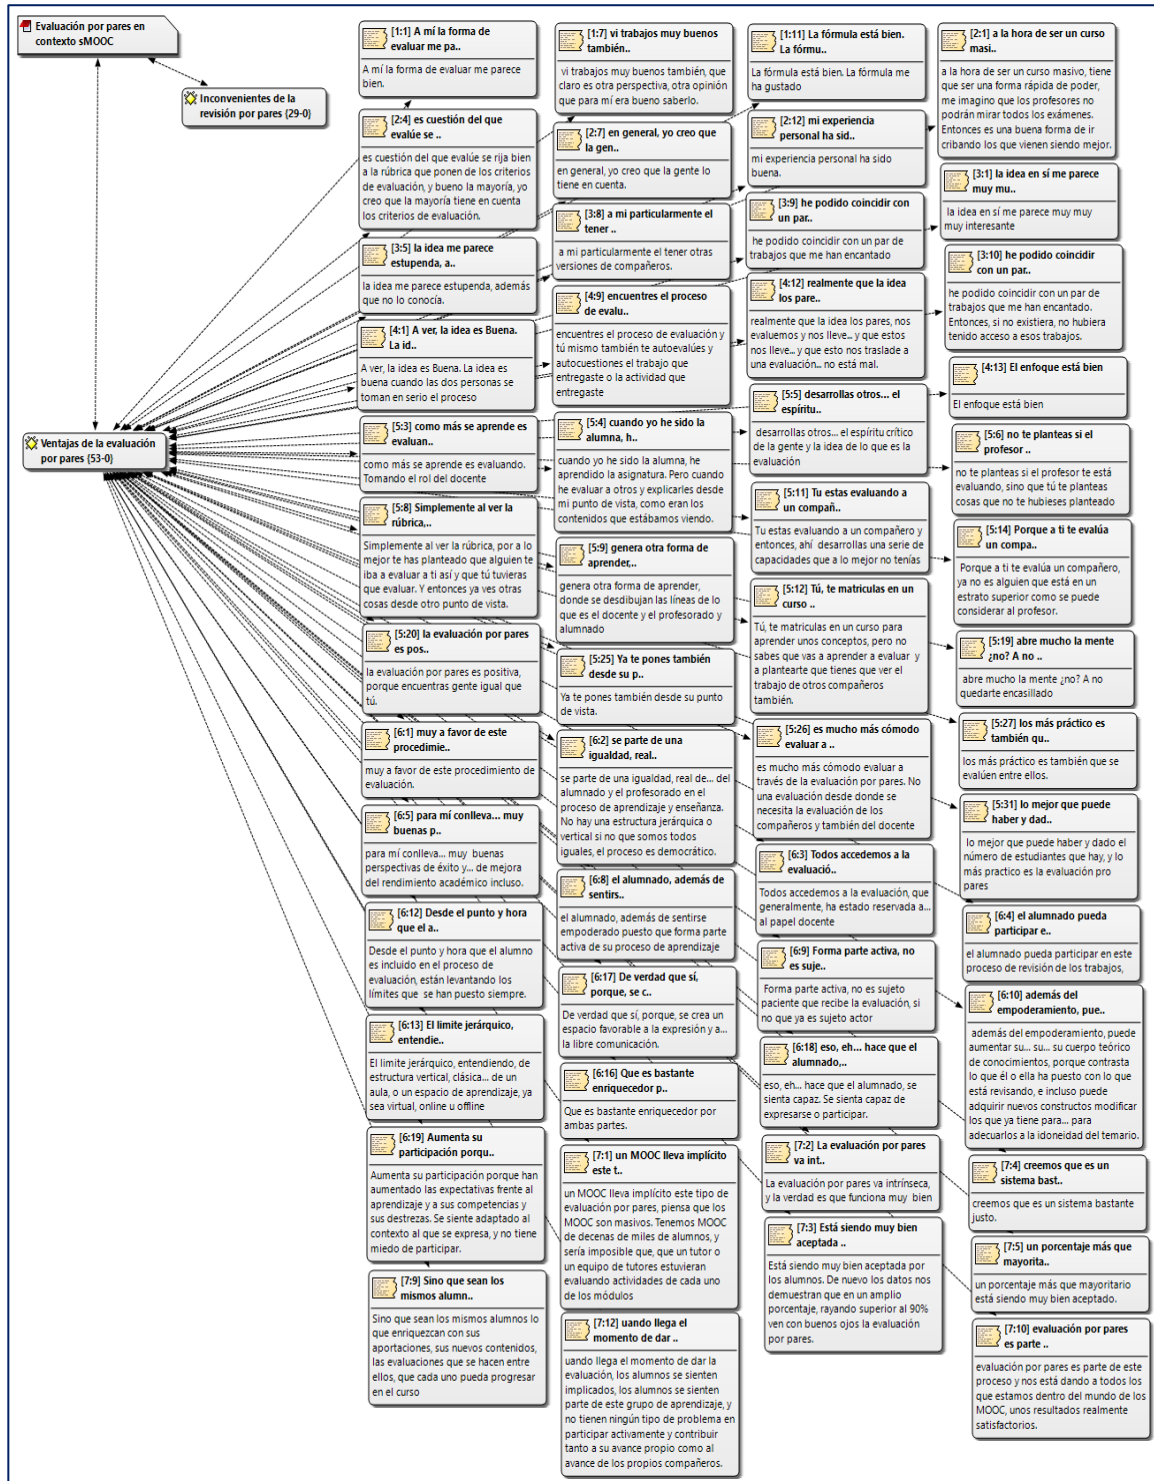 Evaluación por pares en
contexto sMOOC
Inconvenientes de la
revisión por pares {29-0}
Ventajas de la evaluación
por pares {53-0}
[1:1] A mí la forma de
evaluar me pa..
A mí la forma de evaluar me parece
bien.
[2:4] es cuestión del que
evalúe se ..
es cuestión del que evalúe se rija bien
a la rúbrica que ponen de los criterios
de evaluación, y bueno la mayoría, yo
creo que la mayoría tiene en cuenta
los criterios de evaluación.
[3:5] la idea me parece
estupenda, a..
la idea me parece estupenda, además
que no lo conocía.
[4:1] A ver, la idea es Buena.
La id..
A ver, la idea es Buena. La idea es
buena cuando las dos personas se
toman en serio el proceso
[5:3] como más se aprende es
evaluan..
como más se aprende es evaluando.
Tomando el rol del docente
[5:8] Simplemente al ver la
rúbrica,..
Simplemente al ver la rúbrica, por a lo
mejor te has planteado que alguien te
iba a evaluar a ti así y que tú tuvieras
que evaluar. Y entonces ya ves otras
cosas desde otro punto de vista.
[5:20] la evaluación por pares
es pos..
la evaluación por pares es positiva,
porque encuentras gente igual que
tú.
[6:1] muy a favor de este
procedimie..
muy a favor de este procedimiento de
evaluación.
[6:5] para mí conlleva... muy
buenas p..
para mí conlleva... muy  buenas
perspectivas de éxito y... de mejora
del rendimiento académico incluso.
[6:12] Desde el punto y hora
que el a..
Desde el punto y hora que el alumno
es incluido en el proceso de
evaluación, están levantando los
límites que  se han puesto siempre.
[6:13] El limite jerárquico,
entendie..
El limite jerárquico, entendiendo, de
estructura vertical, clásica... de un
aula, o un espacio de aprendizaje, ya
sea virtual, online u offline
[6:19] Aumenta su
participación porqu..
Aumenta su participación porque han
aumentado las expectativas frente al
aprendizaje y a sus competencias y
sus destrezas. Se siente adaptado al
contexto al que se expresa, y no tiene
miedo de participar.
[7:9] Sino que sean los
mismos alumn..
Sino que sean los mismos alumnos lo
que enriquezcan con sus
aportaciones, sus nuevos contenidos,
las evaluaciones que se hacen entre
ellos, que cada uno pueda progresar
en el curso
[1:7] vi trabajos muy buenos
también..
vi trabajos muy buenos también, que
claro es otra perspectiva, otra opinión
que para mí era bueno saberlo.
[2:7] en general, yo creo que
la gen..
en general, yo creo que la gente lo
tiene en cuenta.
[3:8] a mi particularmente el
tener ..
a mi particularmente el tener otras
versiones de compañeros.
[4:9] encuentres el proceso
de evalu..
encuentres el proceso de evaluación y
tú mismo también te autoevalúes y
autocuestiones el trabajo que
entregaste o la actividad que
entregaste
[5:4] cuando yo he sido la
alumna, h..
cuando yo he sido la alumna, he
aprendido la asignatura. Pero cuando
he evaluar a otros y explicarles desde
mi punto de vista, como eran los
contenidos que estábamos viendo.
[5:9] genera otra forma de
aprender,..
genera otra forma de aprender,
donde se desdibujan las líneas de lo
que es el docente y el profesorado y
alumnado
[5:25] Ya te pones también
desde su p..
Ya te pones también desde su punto
de vista.
[6:2] se parte de una
igualdad, real..
se parte de una igualdad, real de... del
alumnado y el profesorado en el
proceso de aprendizaje y enseñanza.
No hay una estructura jerárquica o
vertical si no que somos todos
iguales, el proceso es democrático.
[6:8] el alumnado, además de
sentirs..
el alumnado, además de sentirse
empoderado puesto que forma parte
activa de su proceso de aprendizaje
[6:17] De verdad que sí,
porque, se c..
De verdad que sí, porque, se crea un
espacio favorable a la expresión y a...
la libre comunicación.
[6:16] Que es bastante
enriquecedor p..
Que es bastante enriquecedor por
ambas partes.
[7:1] un MOOC lleva implícito
este t..
un MOOC lleva implícito este tipo de
evaluación por pares, piensa que los
MOOC son masivos. Tenemos MOOC
de decenas de miles de alumnos, y
sería imposible que, que un tutor o
un equipo de tutores estuvieran
evaluando actividades de cada uno
de los módulos
[7:12] uando llega el
momento de dar ..
uando llega el momento de dar la
evaluación, los alumnos se sienten
implicados, los alumnos se sienten
parte de este grupo de aprendizaje, y
no tienen ningún tipo de problema en
participar activamente y contribuir
tanto a su avance propio como al
avance de los propios compañeros.
[1:11] La fórmula está bien.
La fórmu..
La fórmula está bien. La fórmula me
ha gustado
[2:12] mi experiencia
personal ha sid..
mi experiencia personal ha sido
buena.
[3:9] he podido coincidir con
un par..
he podido coincidir con un par de
trabajos que me han encantado
[4:12] realmente que la idea
los pare..
realmente que la idea los pares, nos
evaluemos y nos lleve... y que estos
nos lleve... y que esto nos traslade a
una evaluación... no está mal.
[5:5] desarrollas otros... el
espíritu..
desarrollas otros... el espíritu crítico
de la gente y la idea de lo que es la
evaluación
[5:11] Tu estas evaluando a
un compañ..
Tu estas evaluando a un compañero y
entonces, ahí  desarrollas una serie de
capacidades que a lo mejor no tenías
[5:12] Tú, te matriculas en un
curso ..
Tú, te matriculas en un curso para
aprender unos conceptos, pero no
sabes que vas a aprender a evaluar  y
a plantearte que tienes que ver el
trabajo de otros compañeros
también.
[5:26] es mucho más cómodo
evaluar a ..
es mucho más cómodo evaluar a
través de la evaluación por pares. No
una evaluación desde donde se
necesita la evaluación de los
compañeros y también del docente
[6:3] Todos accedemos a la
evaluació..
Todos accedemos a la evaluación, que
generalmente, ha estado reservada a...
al papel docente
[6:9] Forma parte activa, no
es suje..
Forma parte activa, no es sujeto
paciente que recibe la evaluación, si
no que ya es sujeto actor
[6:18] eso, eh... hace que el
alumnado,..
eso, eh... hace que el alumnado, se
sienta capaz. Se sienta capaz de
expresarse o participar.
[7:2] La evaluación por pares
va int..
La evaluación por pares va intrínseca,
y la verdad es que funciona muy  bien
[7:3] Está siendo muy bien
aceptada ..
Está siendo muy bien aceptada por
los alumnos. De nuevo los datos nos
demuestran que en un amplio
porcentaje, rayando superior al 90%
ven con buenos ojos la evaluación
por pares.
[2:1] a la hora de ser un curso
masi..
a la hora de ser un curso masivo, tiene
que ser una forma rápida de poder,
me imagino que los profesores no
podrán mirar todos los exámenes.
Entonces es una buena forma de ir
cribando los que vienen siendo mejor.
[3:1] la idea en sí me parece
muy mu..
la idea en sí me parece muy muy
muy interesante
[3:10] he podido coincidir
con un par..
he podido coincidir con un par de
trabajos que me han encantado.
Entonces, si no existiera, no hubiera
tenido acceso a esos trabajos.
[4:13] El enfoque está bien
El enfoque está bien
[5:6] no te planteas si el
profesor ..
no te planteas si el profesor te está
evaluando, sino que tú te planteas
cosas que no te hubieses planteado
[5:14] Porque a ti te evalúa
un compa..
Porque a ti te evalúa un compañero,
ya no es alguien que está en un
estrato superior como se puede
considerar al profesor.
[5:19] abre mucho la mente
¿no? A no ..
abre mucho la mente ¿no? A no
quedarte encasillado
[5:27] los más práctico es
también qu..
los más práctico es también que se
evalúen entre ellos.
[5:31] lo mejor que puede
haber y dad..
lo mejor que puede haber y dado el
número de estudiantes que hay, y lo
más practico es la evaluación pro
pares
[6:4] el alumnado pueda
participar e..
el alumnado pueda participar en este
proceso de revisión de los trabajos,
[6:10] además del
empoderamiento, pue..
además del empoderamiento, puede
aumentar su... su... su cuerpo teórico
de conocimientos, porque contrasta
lo que él o ella ha puesto con lo que
está revisando, e incluso puede
adquirir nuevos constructos modificar
los que ya tiene para... para
adecuarlos a la idoneidad del temario.
[7:4] creemos que es un
sistema bast..
creemos que es un sistema bastante
justo.
[7:5] un porcentaje más que
mayorita..
un porcentaje más que mayoritario
está siendo muy bien aceptado.
[7:10] evaluación por pares
es parte ..
evaluación por pares es parte de este
proceso y nos está dando a todos los
que estamos dentro del mundo de los
MOOC, unos resultados realmente
satisfactorios.